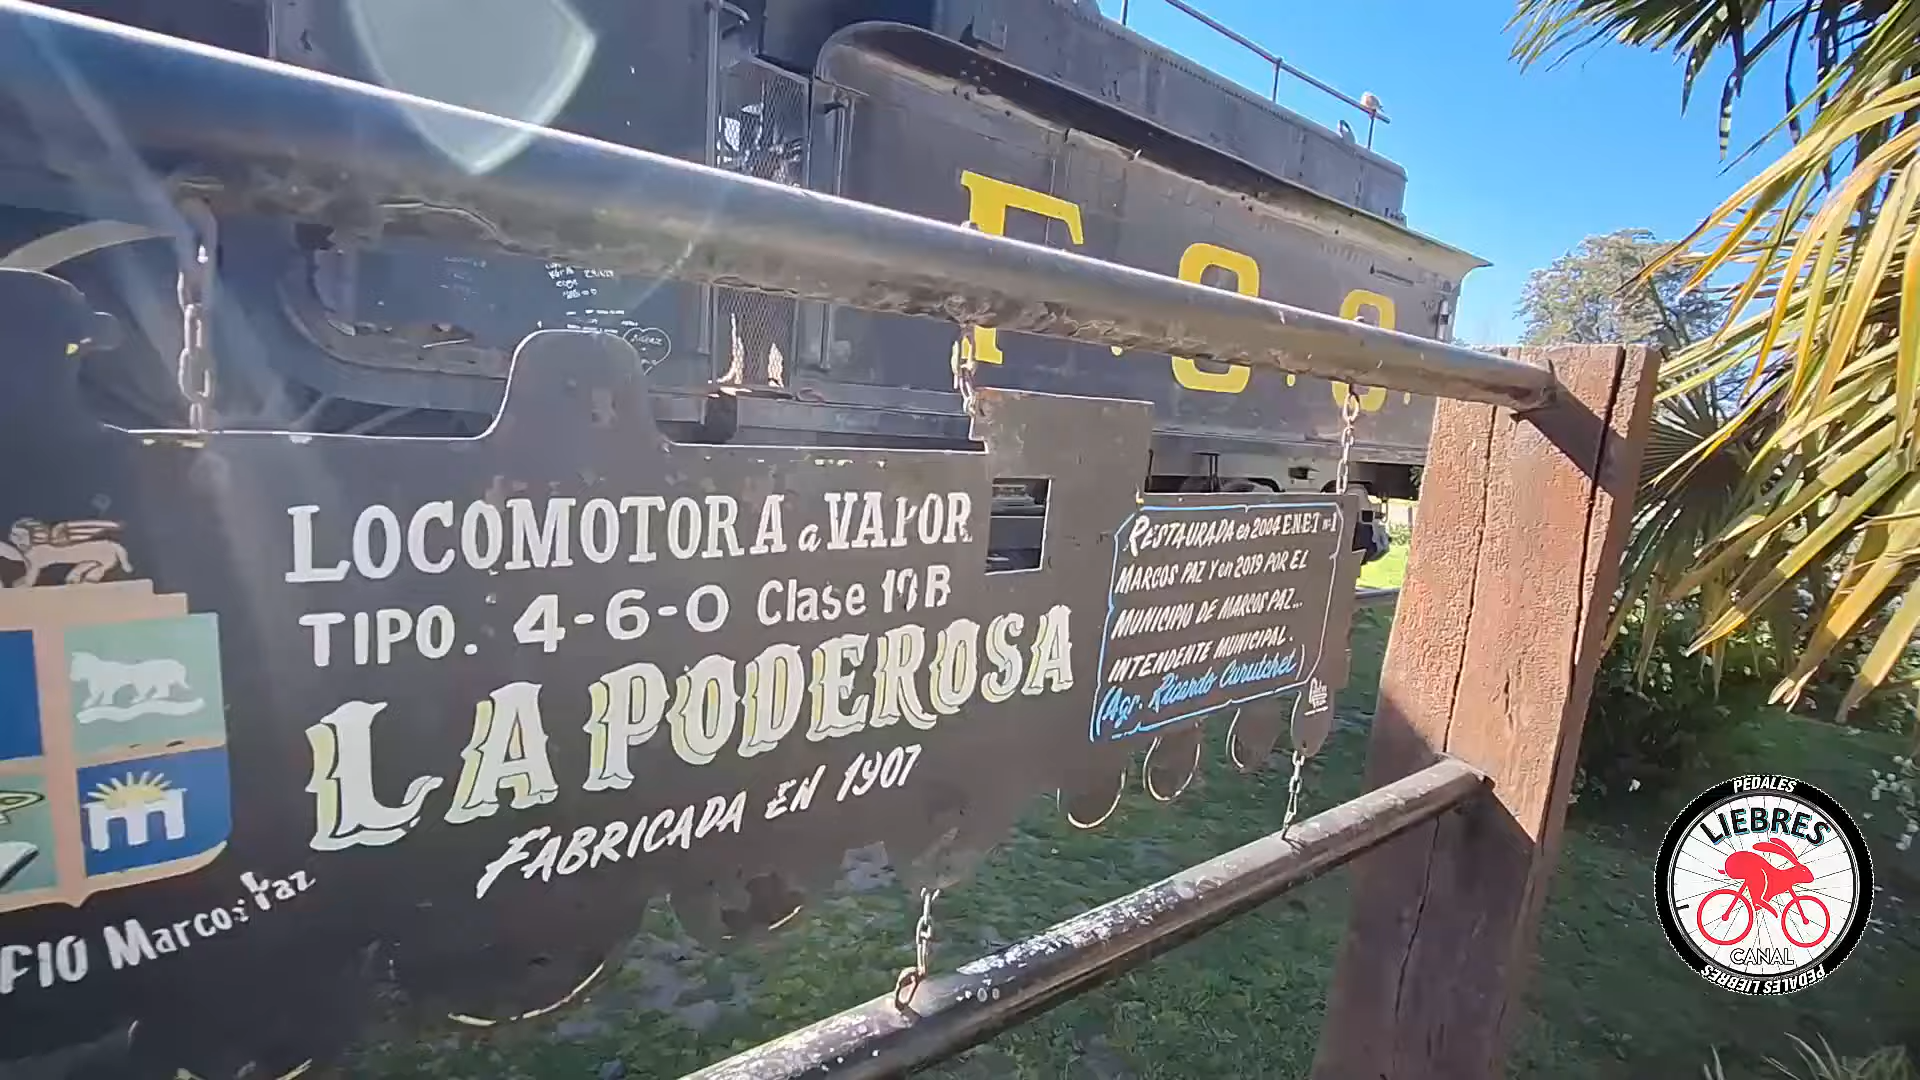 F.C.S.
LOCOMOTORA a VAPOR
TIPO. 4-6-0 Clase
LA PODEROSA
FABRICADA EN 1907
Marcos Paz
RESTAURADA en 2004 E.N.E.T nº1
MARCOS PAZ Y en 2019 POR EL
MUNICIPIO DE MARCOS PAZ...
INTENDENTE MUNICIPAL.
(Agr. Ricardo Curutchet)
PEDALES
LIEBRES
CANAL
PEDALES LIEBRES